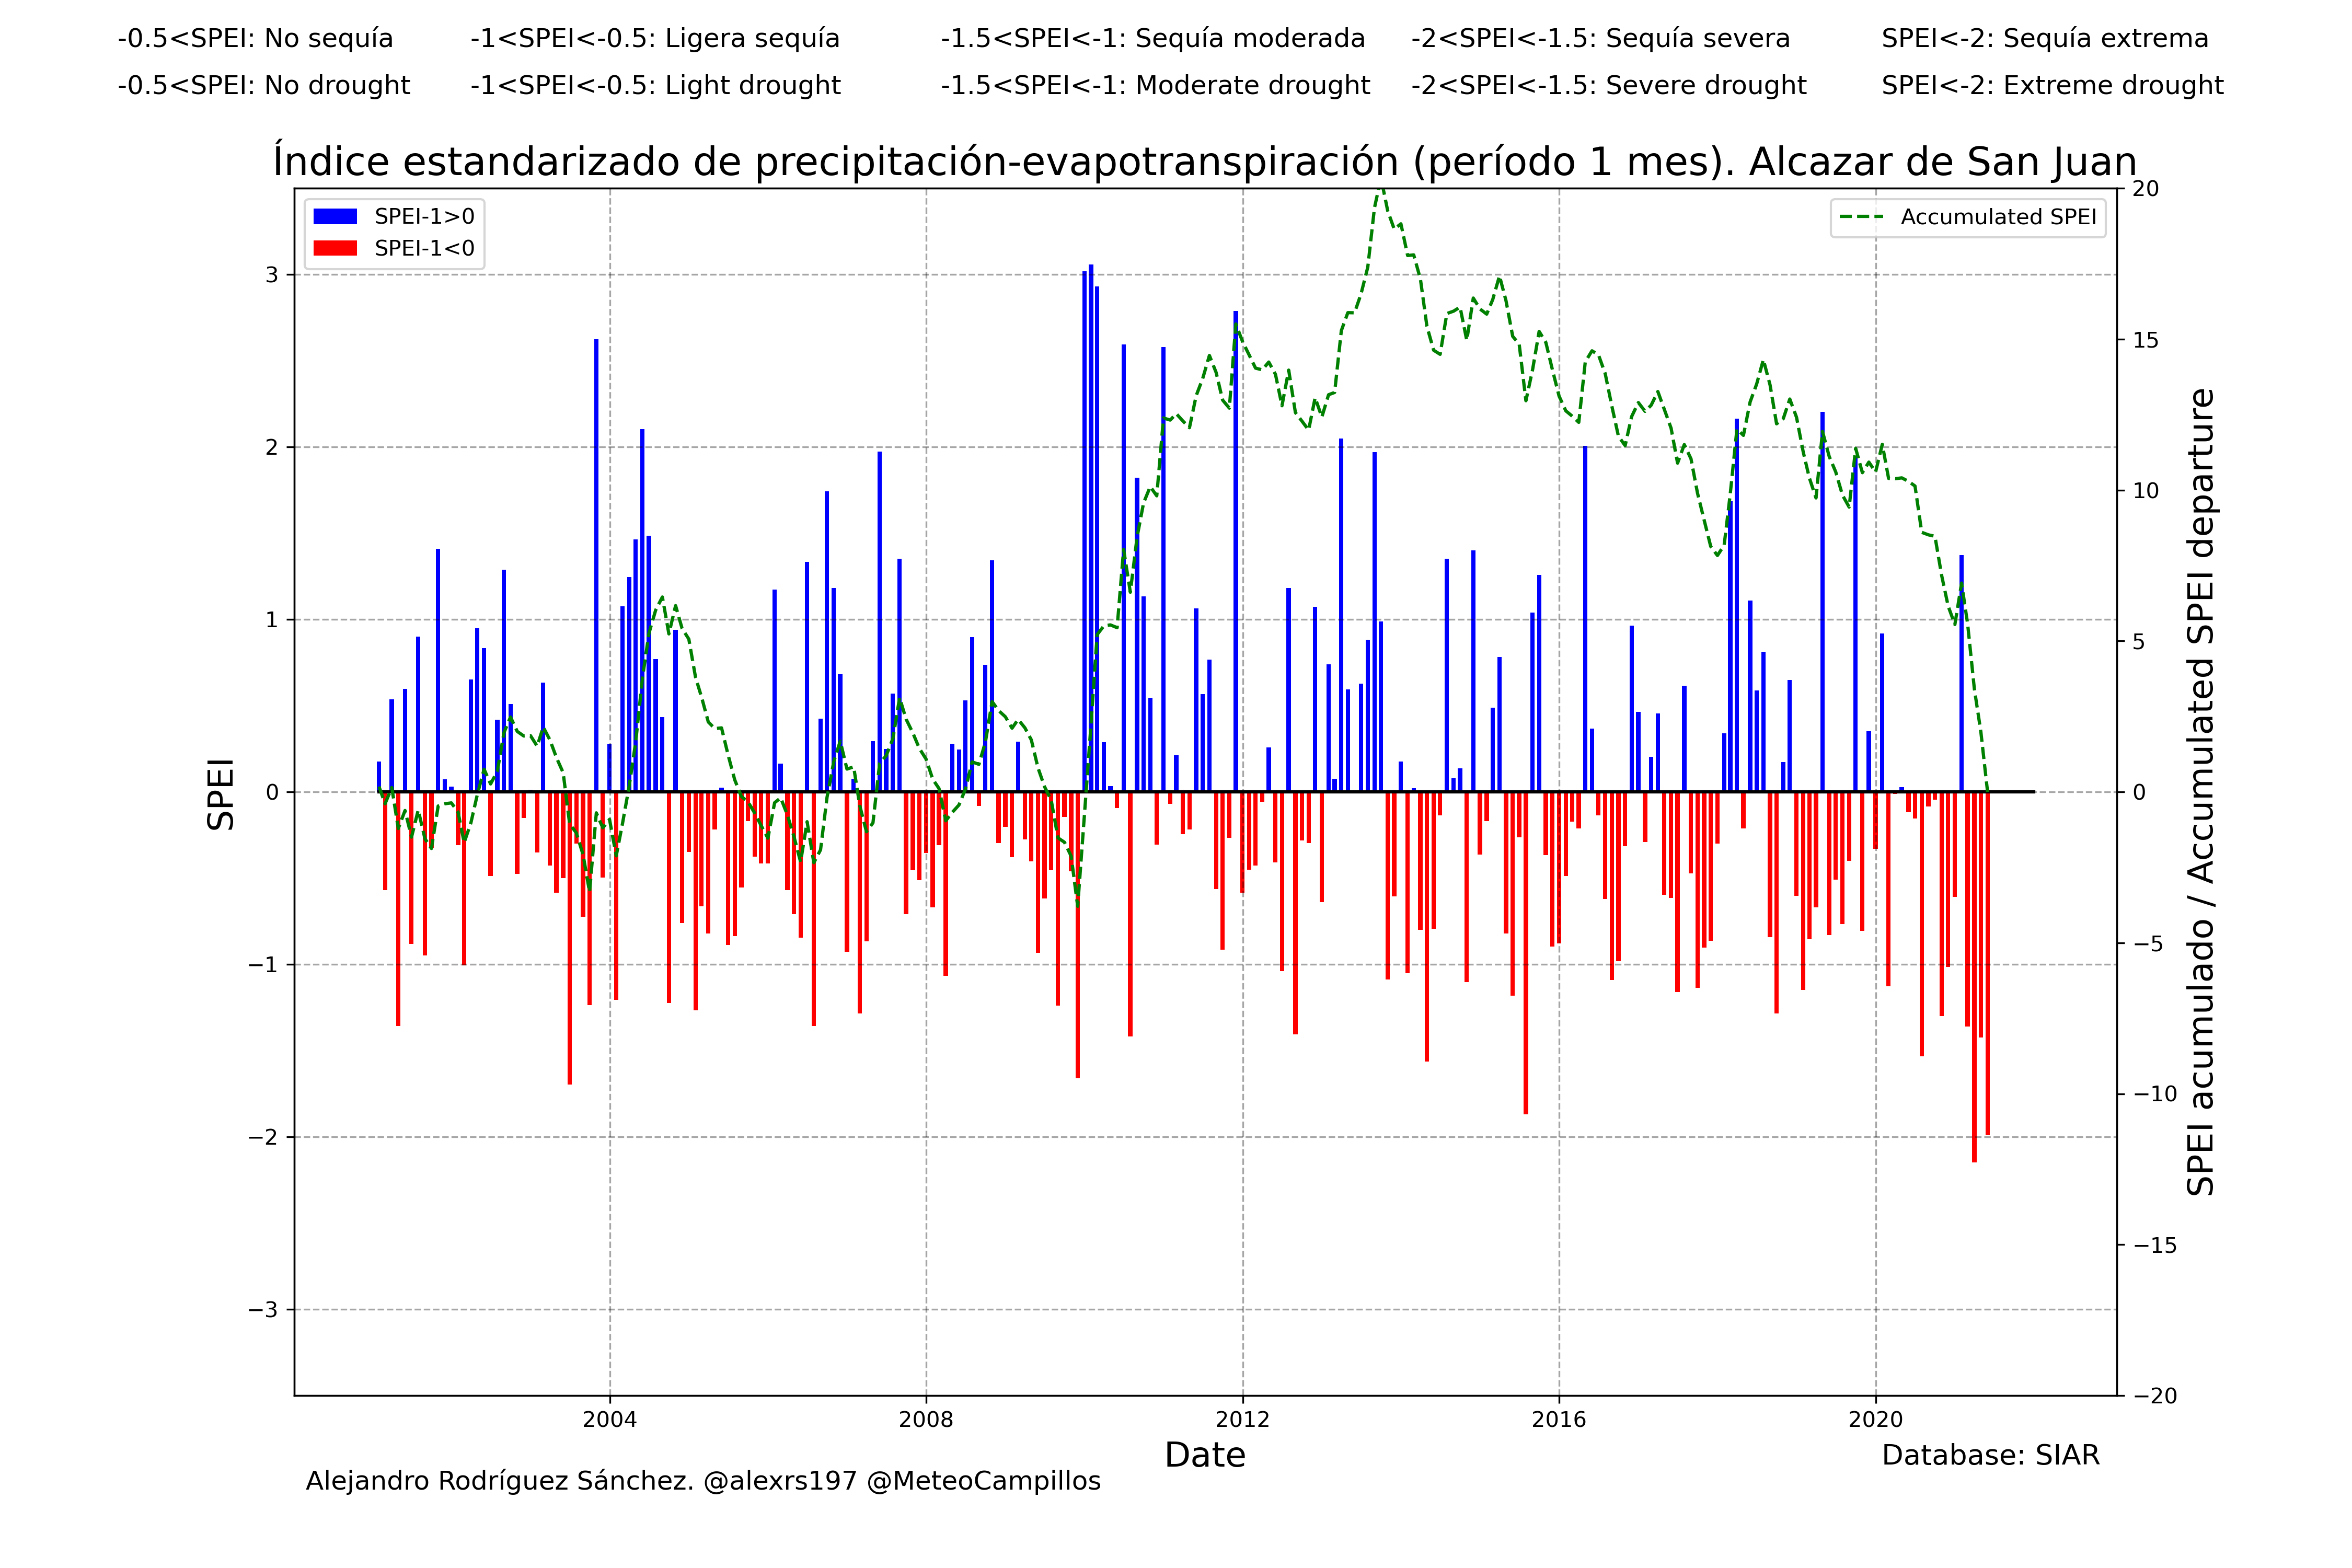 -0.5<SPEI: No sequía -1<SPEI<-0.5: Ligera sequía -1.5<SPEI<-1: Sequía moderada -2<SPEI<-1.5: Sequía severa SPEI<-2: Sequía extrema
-0.5<SPEI: No drought -1<SPEI<-0.5: Light drought -1.5<SPEI<-1: Moderate drought -2<SPEI<-1.5: Severe drought SPEI<-2: Extreme drought
Índice estandarizado de precipitación-evapotranspiración (período 1 mes). Alcazar de San Juan
SPEI-1>0
SPEI-1<0
Accumulated SPEI
SPEI
3
2
1
0
−1
−2
−3
20
15
10
5
0
−5
−10
−15
−20
SPEI acumulado / Accumulated SPEI departure
2004 2008 2012 2016 2020
Date
Database: SIAR
Alejandro Rodríguez Sánchez. @alexrs197 @MeteoCampillos